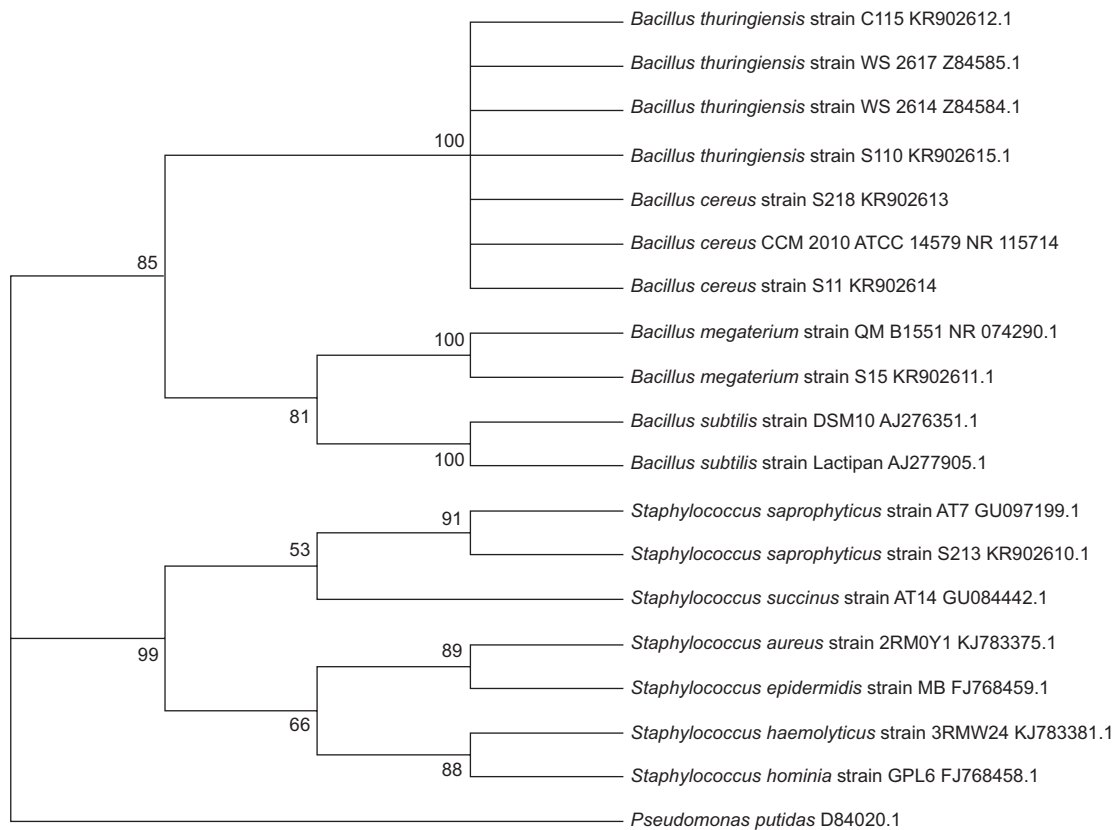 Bacillus thuringiensis strain C115 KR902612.1
Bacillus thuringiensis strain WS 2617 Z84585.1
Bacillus thuringiensis strain WS 2614 Z84584.1
100
Bacillus thuringiensis strain S110 KR902615.1
Bacillus cereus strain S218 KR902613
Bacillus cereus CCM 2010 ATCC 14579 NR 115714
85
Bacillus cereus strain S11 KR902614
100
Bacillus megaterium strain QM B1551 NR 074290.1
Bacillus megaterium strain S15 KR902611.1
81
Bacillus subtilis strain DSM10 AJ276351.1
100
Bacillus subtilis strain Lactipan AJ277905.1
91
Staphylococcus saprophyticus strain AT7 GU097199.1
53
Staphylococcus saprophyticus strain S213 KR902610.1
Staphylococcus succinus strain AT14 GU084442.1
99
89
Staphylococcus aureus strain 2RM0Y1 KJ783375.1
Staphylococcus epidermidis strain MB FJ768459.1
66
Staphylococcus haemolyticus strain 3RMW24 KJ783381.1
88
Staphylococcus hominia strain GPL6 FJ768458.1
Pseudomonas putidas D84020.1